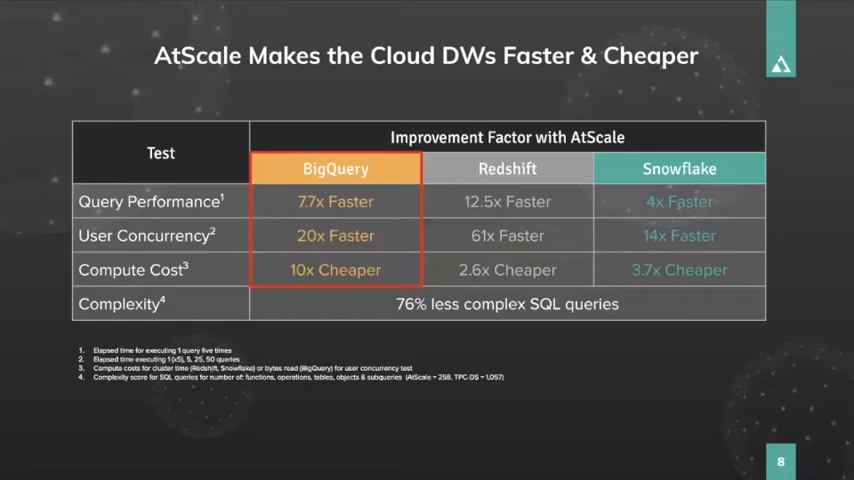 AtScale Makes the Cloud DWs Faster & Cheaper
Test
Improvement Factor with AtScale
BigQuery Redshift Snowflake
Query Performance1 7.7x Faster 12.5x Faster 4x Faster
User Concurrency2 20x Faster 61x Faster 14x Faster
Compute Cost3 10x Cheaper 2.6x Cheaper 3.7x Cheaper
Complexity4 76% less complex SQL queries
1. Elapsed time for executing 1 query five times
2. Elapsed time executing 1 (x5), 5, 25, 50 queries
3. Compute costs for cluster time (Redshift, Snowflake) or bytes read (BigQuery) for user concurrency test
4. Complexity score for SQL queries for number of: functions, operations, tables, objects & subqueries (AtScale = 258, TPC-DS = 1,057)
8